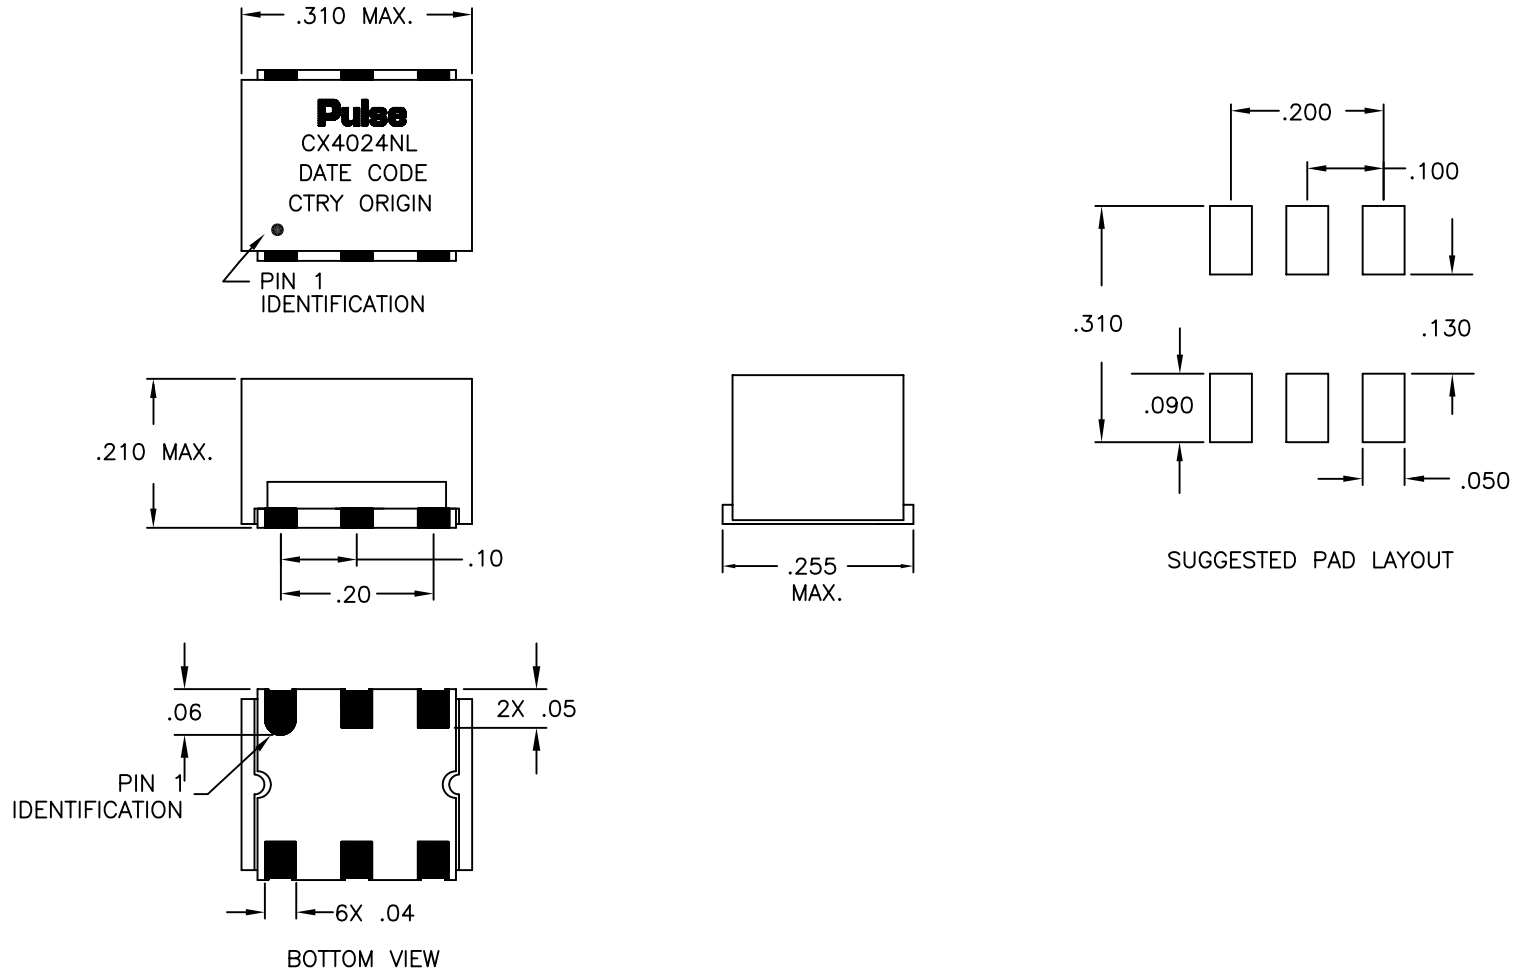 .310 MAX.
Pulse
CX4024NL
DATE CODE
CTRY ORIGIN
PIN 1
IDENTIFICATION
.200
.100
.310
.130
.090
.050
SUGGESTED PAD LAYOUT
.210 MAX.
.10
.20
.255
MAX.
.06
2X .05
PIN 1
IDENTIFICATION
6X .04
BOTTOM VIEW